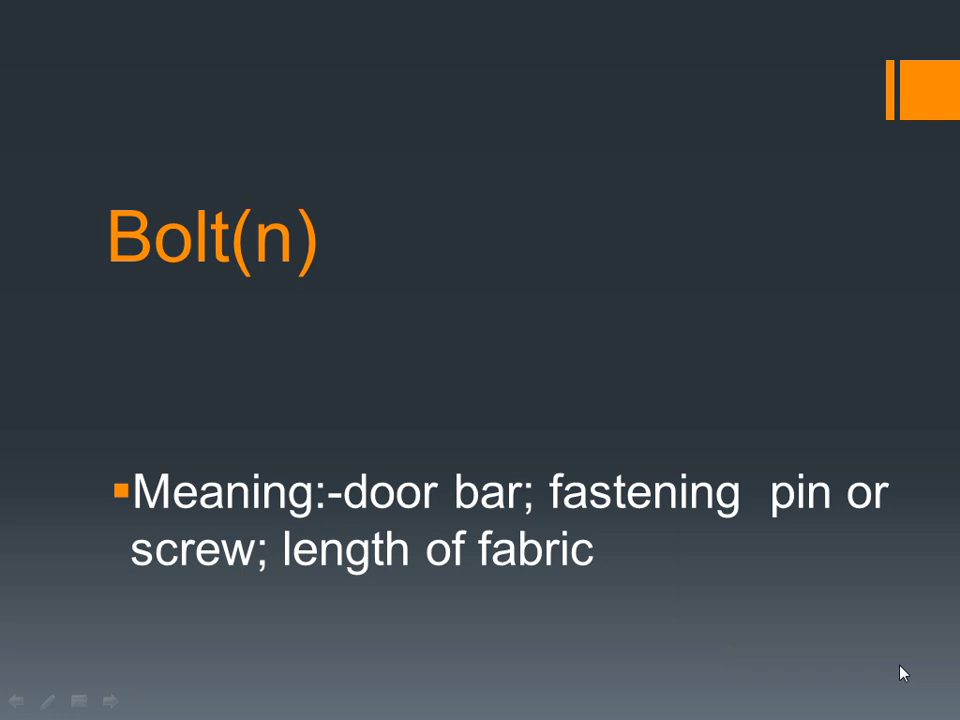 Bolt(n)
Meaning:-door bar; fastening  pin or
screw; length of fabric